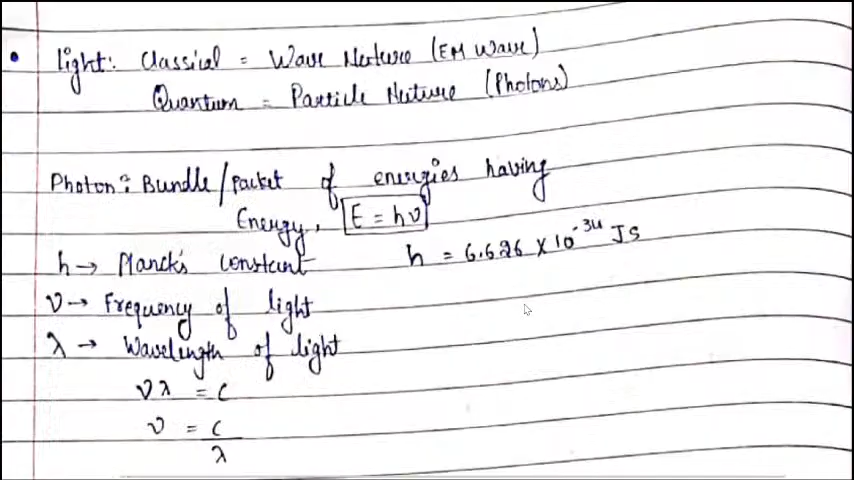 • Light: Classical = Wave Nature (EM Wave)
Quantum = Particle Nature (Photons)
Photon: Bundle/Packet of energies having
Energy, E = hν
h → Planck's constant h = 6.626 × 10⁻³⁴ JS
ν → Frequency of light
λ → Wavelength of light
νλ = c
ν = c
λ